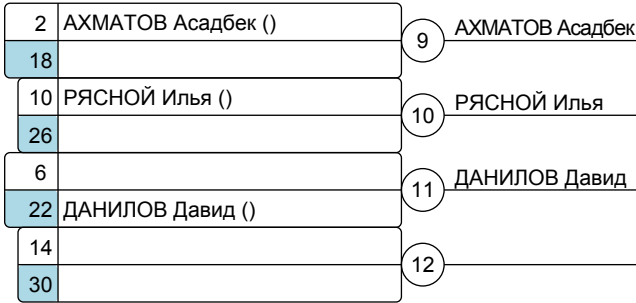 2 АХМАТОВ Асадбек ()
18
9 АХМАТОВ Асадбек
10 РЯСНОЙ Илья ()
26
10 РЯСНОЙ Илья
6
22 ДАНИЛОВ Давид ()
11 ДАНИЛОВ Давид
14
30
12